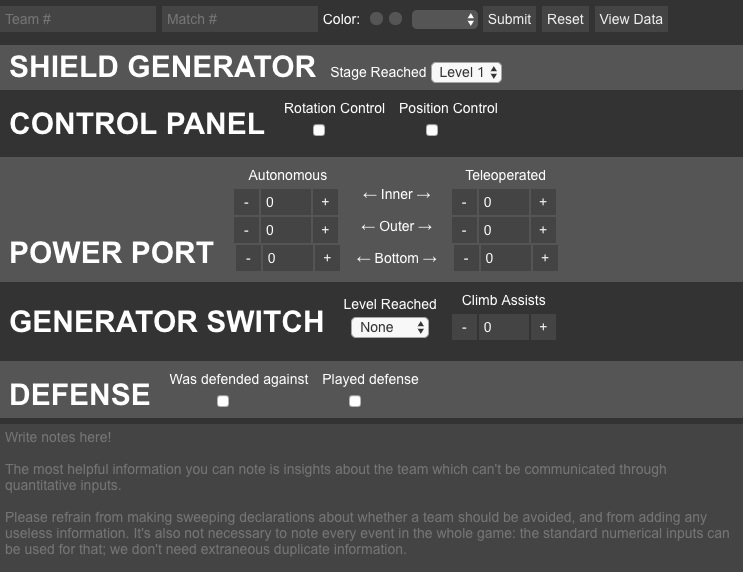 Team # Match # Color: Submit Reset View Data
SHIELD GENERATOR Stage Reached Level 1
Rotation Control Position Control
CONTROL PANEL
Autonomous Teleoperated
- 0 + ← Inner → - 0 +
- 0 + ← Outer → - 0 +
POWER PORT - 0 + ← Bottom → - 0 +
Level Reached Climb Assists
GENERATOR SWITCH None - 0 +
Was defended against Played defense
DEFENSE
Write notes here!
The most helpful information you can note is insights about the team which can't be communicated through
quantitative inputs.
Please refrain from making sweeping declarations about whether a team should be avoided, and from adding any
useless information. It's also not necessary to note every event in the whole game: the standard numerical inputs can
be used for that; we don't need extraneous duplicate information.